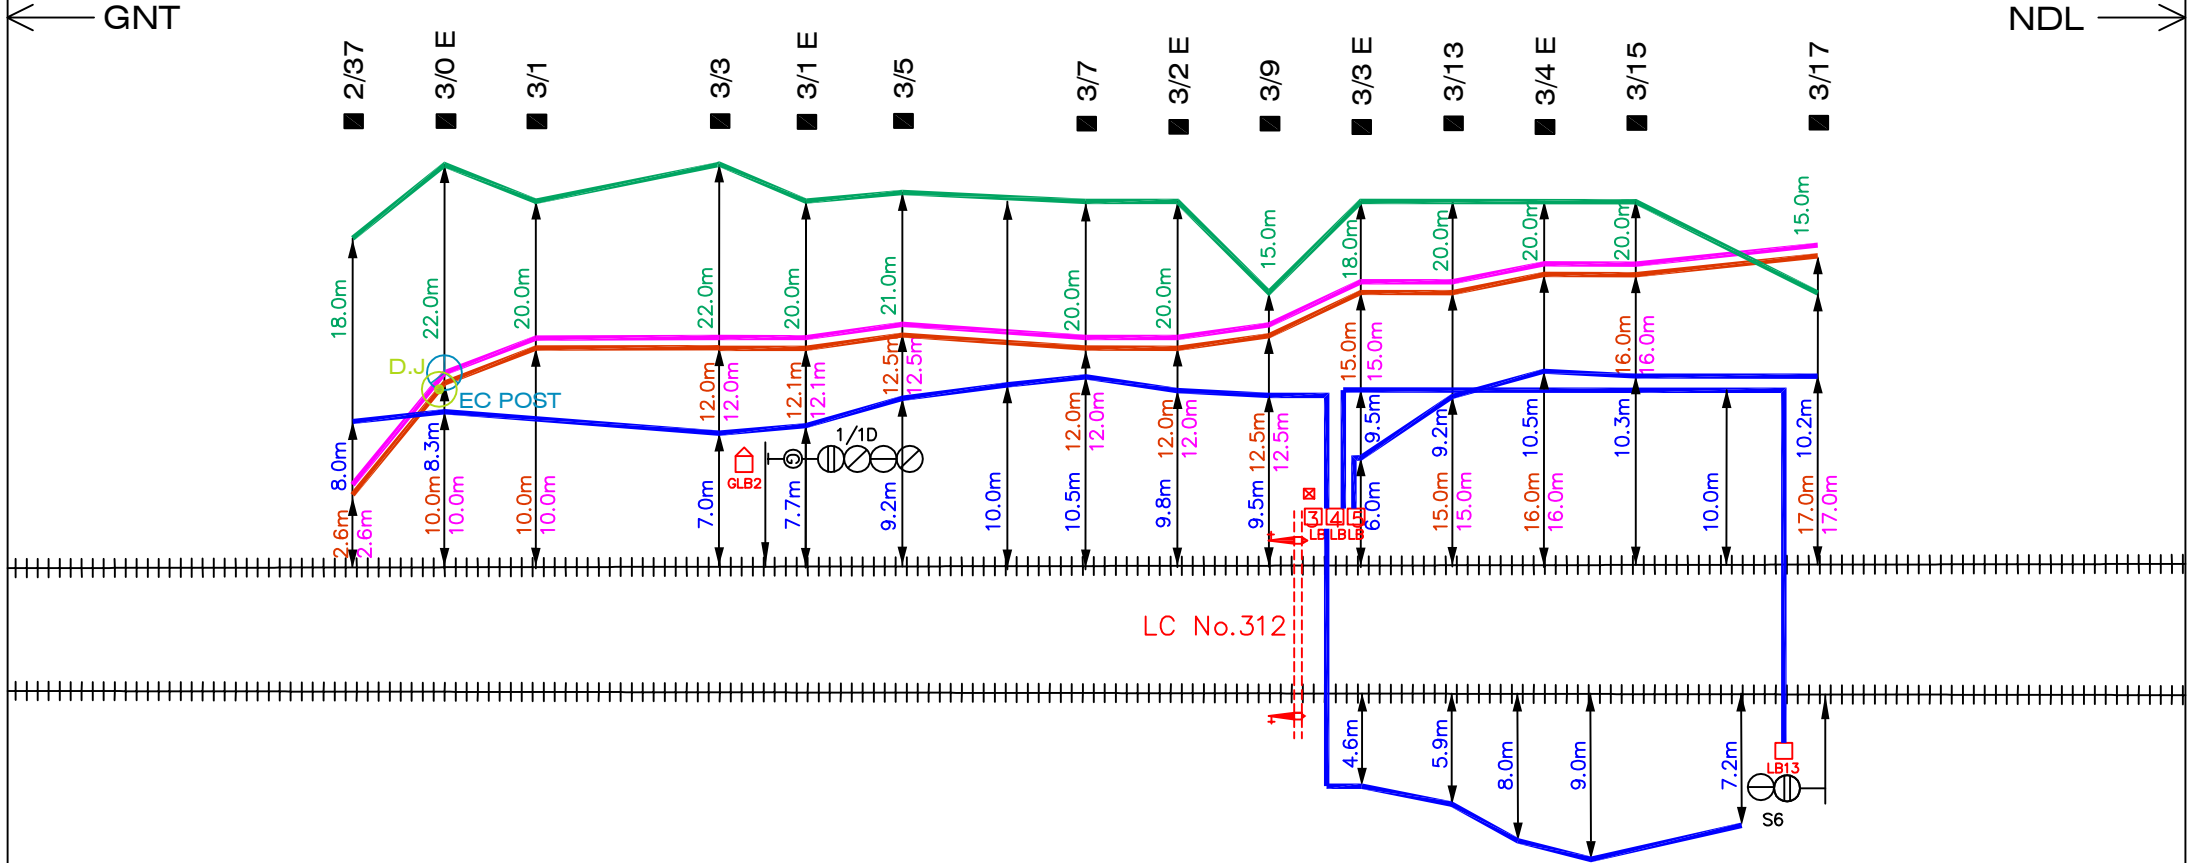 GNT
NDL
2/37
3/0 E
3/1
3/3
3/1 E
3/5
3/7
3/2 E
3/9
3/3 E
3/13
3/4 E
3/15
3/17
18.0m
22.0m
20.0m
22.0m
20.0m
21.0m
20.0m
20.0m
15.0m
18.0m
20.0m
20.0m
20.0m
15.0m
D.J
EC POST
12.0m
12.0m
12.1m
12.1m
12.5m
12.5m
12.0m
12.0m
12.0m
12.0m
12.5m
12.5m
15.0m
15.0m
16.0m
16.0m
8.0m
8.3m
1/1D
G
GLB2
9.5m
9.2m
10.5m
10.3m
10.2m
2.6m
2.6m
10.0m
10.0m
10.0m
10.0m
7.0m
7.7m
9.2m
10.0m
10.5m
9.8m
9.5m
3
4
5
LB
LB
LB
6.0m
15.0m
15.0m
16.0m
16.0m
10.0m
17.0m
17.0m
LC No.312
4.6m
5.9m
8.0m
9.0m
7.2m
LB13
S6